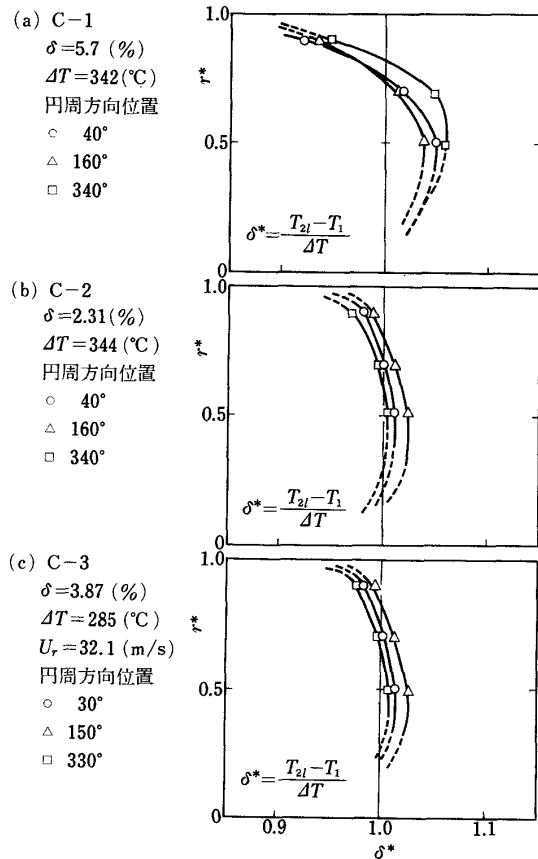 (a) C-1
δ=5.7 (%)
ΔT=342(℃)
円周方向位置
○ 40°
△ 160°
□ 340°
r*
1.0
0.5
0
δ*=(T₂ₗ−T₁)/ΔT
(b) C-2
δ=2.31(%)
ΔT=344 (℃)
円周方向位置
○ 40°
△ 160°
□ 340°
r*
1.0
0.5
0
δ*=(T₂ₗ−T₁)/ΔT
(c) C-3
δ=3.87 (%)
ΔT=285 (℃)
Uᵣ=32.1 (m/s)
円周方向位置
○ 30°
△ 150°
□ 330°
r*
1.0
0.5
0
δ*=(T₂ₗ−T₁)/ΔT
0.9 1.0 1.1
δ*